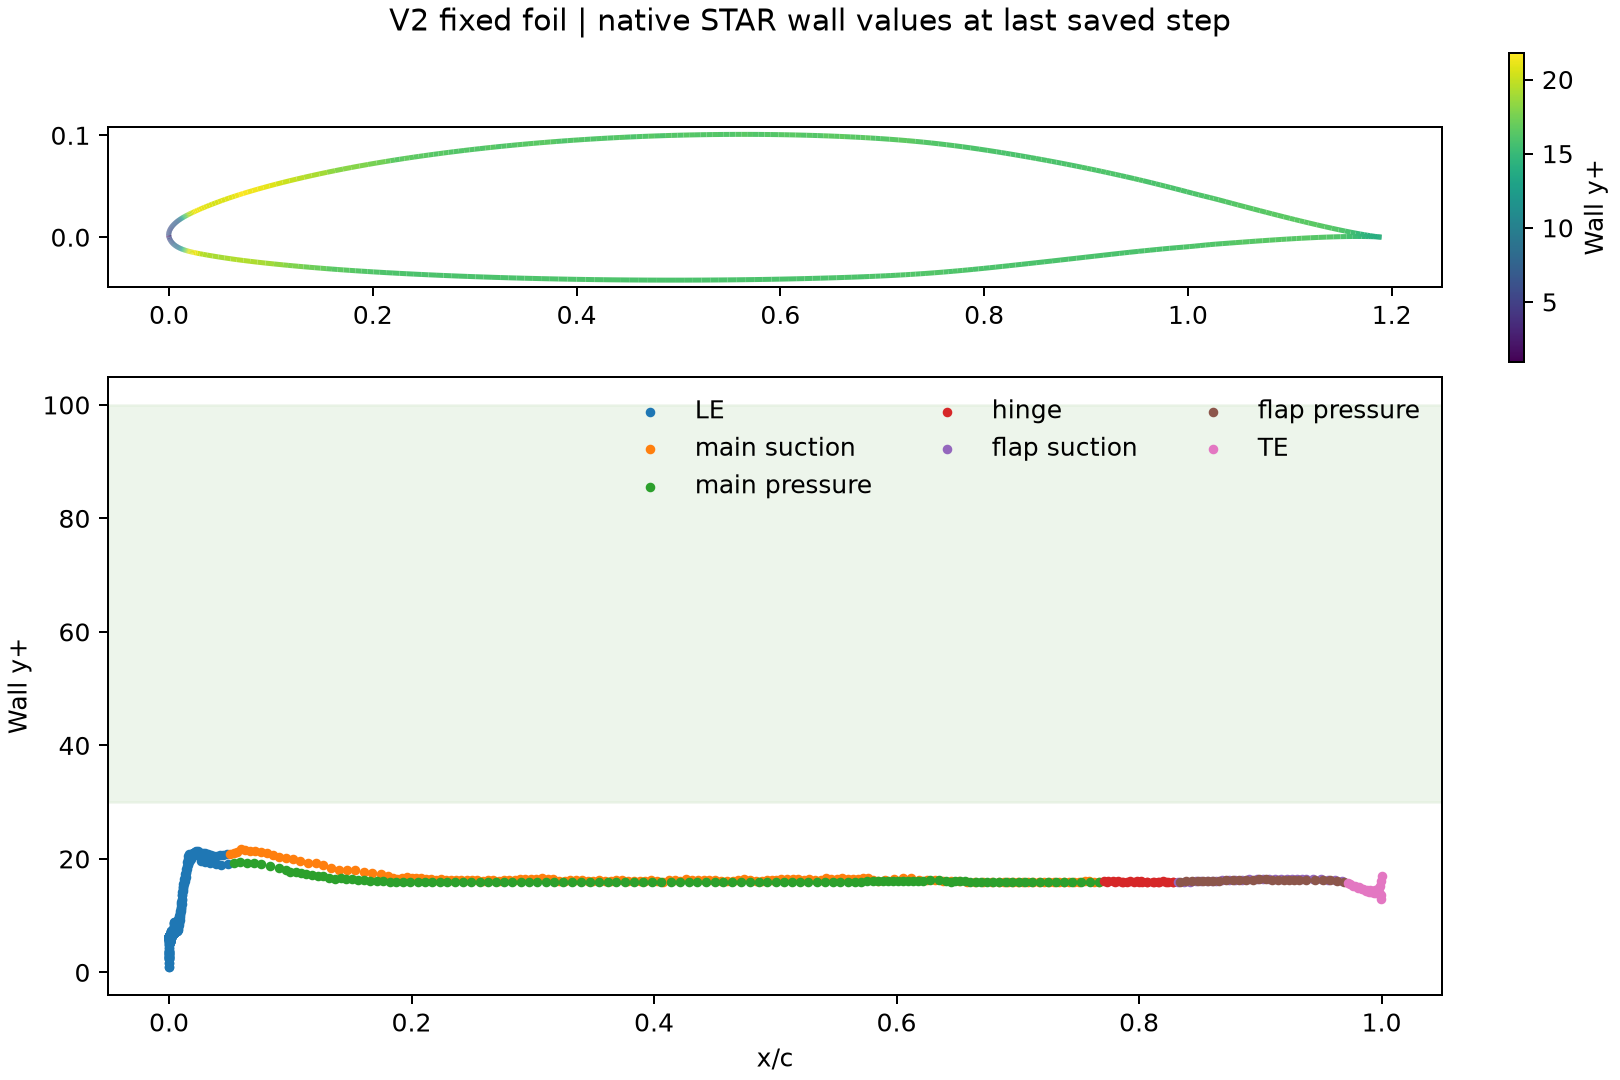 V2 fixed foil | native STAR wall values at last saved step
0.1
0.0
0.0 0.2 0.4 0.6 0.8 1.0 1.2
20
15
10
5
Wall y+
100
80
60
40
20
0
Wall y+
LE
main suction
main pressure
hinge
flap suction
flap pressure
TE
0.0 0.2 0.4 0.6 0.8 1.0
x/c